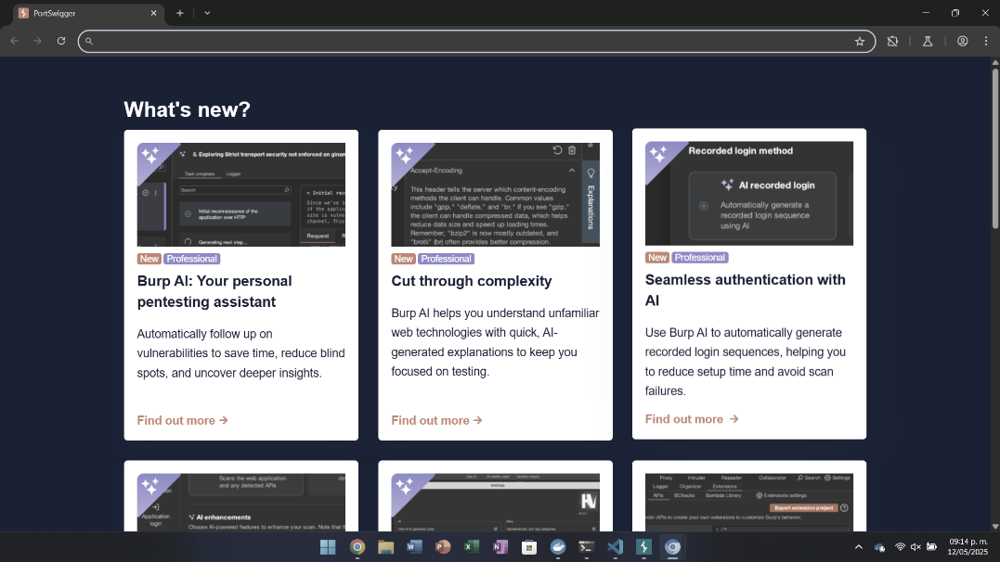 PortSwigger
What's new?
& Exploring Strict transport security not enforced on ginan
Task progress
Logger
Search
Initial reconnaissance of the
application over HTTP
Generating next step...
> Initial reco
Since we've i
if the applica
site is vulne
channel. This
Request
R
New Professional
Burp AI: Your personal
pentesting assistant
Automatically follow up on
vulnerabilities to save time, reduce blind
spots, and uncover deeper insights.
Find out more →
Accept-Encoding
This header tells the server which content-encoding
methods the client can handle. Common values
include "gzip," "deflate," and "br." If you see "gzip,"
the client can handle compressed data, which helps
reduce data size and speed up loading times.
Remember, "bzip2" is now mostly outdated, and
"brotli" (br) often provides better compression.
Explanations
New Professional
Cut through complexity
Burp AI helps you understand unfamiliar
web technologies with quick, AI-
generated explanations to keep you
focused on testing.
Find out more →
Recorded login method
AI recorded login
Automatically generate a
recorded login sequence
using AI
New Professional
Seamless authentication with
AI
Use Burp AI to automatically generate
recorded login sequences, helping you
to reduce setup time and avoid scan
failures.
Find out more →
Scans the web application
and any detected APIs
de
Application
login
AI enhancements
Choose AI-powered features to enhance your scan. Note that t
Settings
Proxy Intruder Repeater Collaborator Search Settings
Logger Organizer Extensions
APIs BChecks Bambda Library Extensions settings
Expert extension project
der APIs to create your own extensions to customize Burp's behavior.
09:14 p. m.
12/05/2025